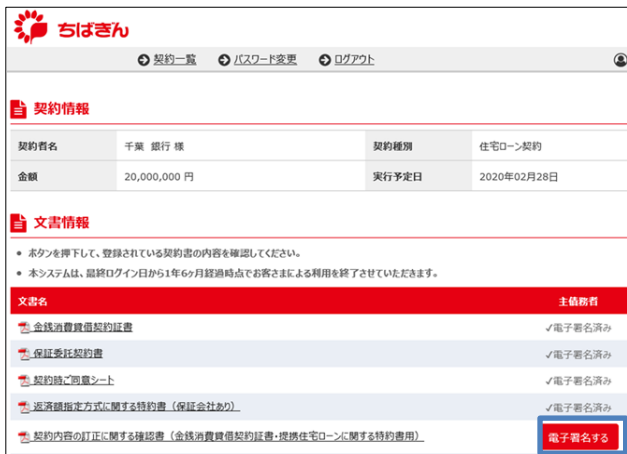 ちばぎん
契約一覧 パスワード変更 ログアウト
契約情報
契約者名 千葉 銀行 様 契約種別 住宅ローン契約
金額 20,000,000 円 実行予定日 2020年02月28日
文書情報
• ボタンを押下して、登録されている契約書の内容を確認してください。
• 本システムは、最終ログイン日から1年6ヶ月経過時点でお客さまによる利用を終了させていただきます。
文書名 主債務者
金銭消費貸借契約証書 ✓電子署名済み
保証委託契約書 ✓電子署名済み
契約時ご同意シート ✓電子署名済み
返済額指定方式に関する特約書（保証会社あり） ✓電子署名済み
契約内容の訂正に関する確認書（金銭消費貸借契約証書・提携住宅ローンに関する特約書用） 電子署名する